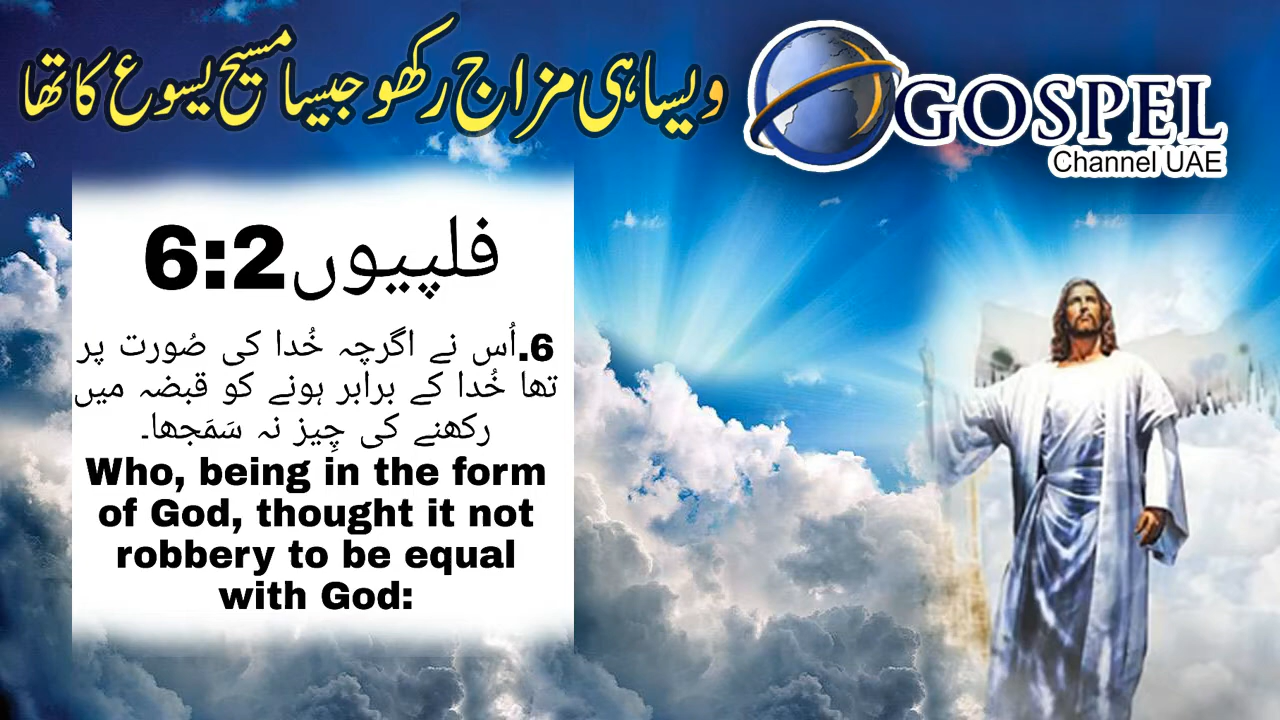 ویسا ہی مزاج رکھو جیسا مسیح یسوع کا تھا
GOSPEL
Channel UAE
فلپیوں6:2
6.اُس نے اگرچہ خُدا کی صُورت پر
تھا خُدا کے برابر ہونے کو قبضہ میں
رکھنے کی چِیز نہ سَمَجھا۔
Who, being in the form
of God, thought it not
robbery to be equal
with God: